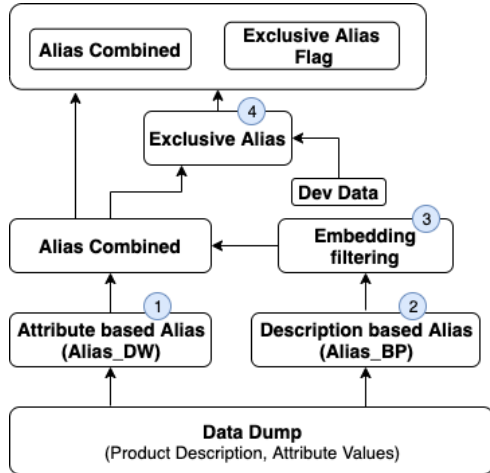 Alias Combined
Exclusive Alias
Flag
4
Exclusive Alias
Dev Data
Alias Combined
3
Embedding
filtering
1
Attribute based Alias
(Alias_DW)
2
Description based Alias
(Alias_BP)
Data Dump
(Product Description, Attribute Values)